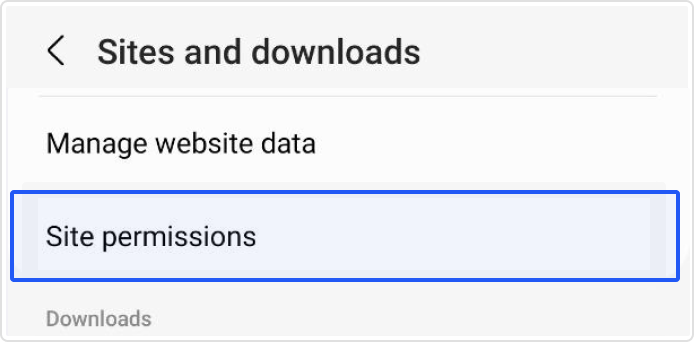 Sites and downloads
Manage website data
Site permissions
Downloads